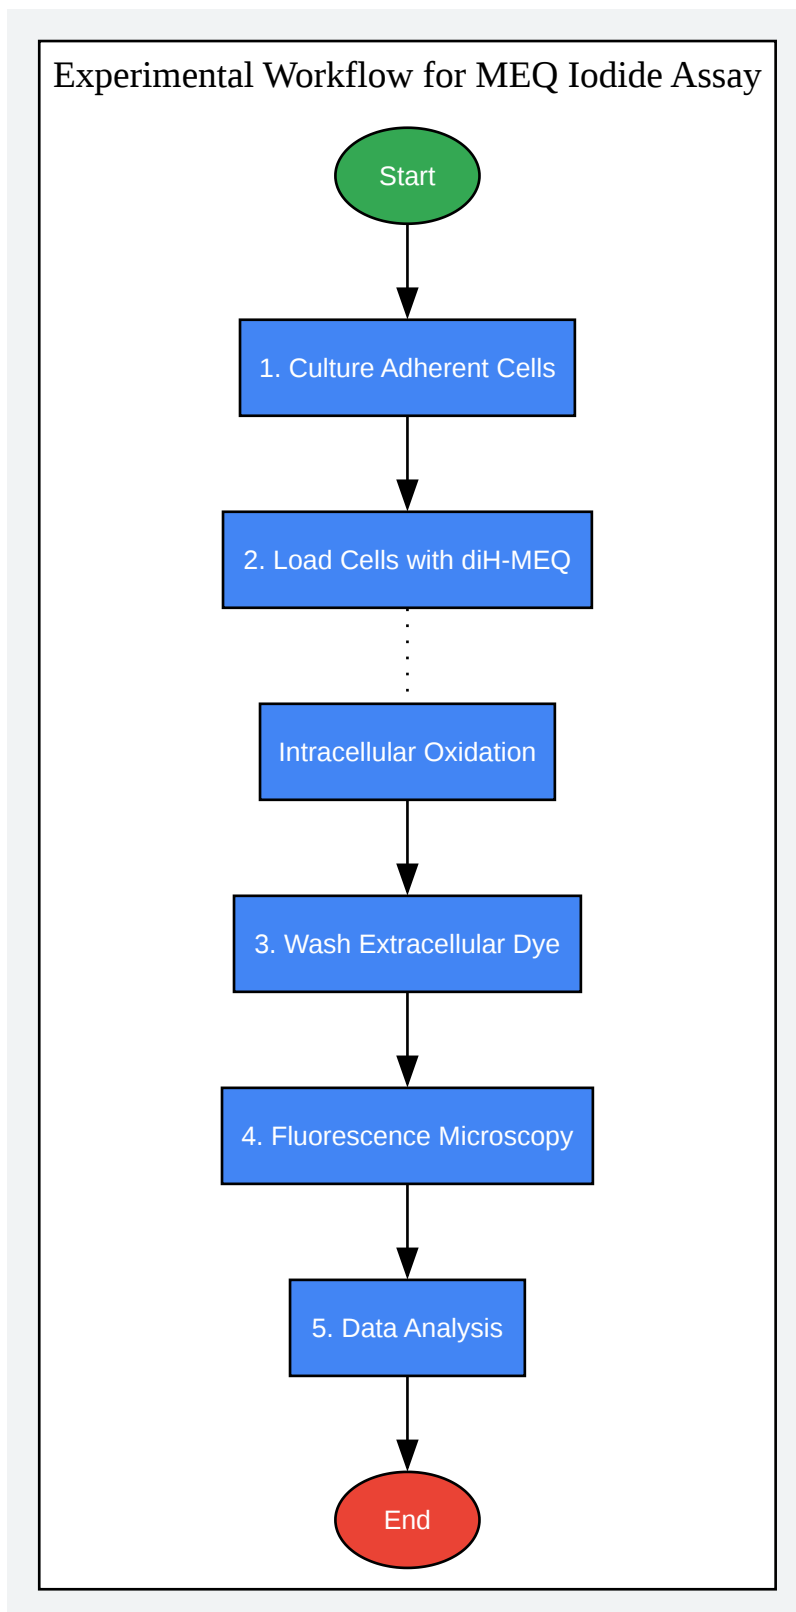 Experimental Workflow for MEQ Iodide Assay
Start
1. Culture Adherent Cells
2. Load Cells with diH-MEQ
Intracellular Oxidation
3. Wash Extracellular Dye
4. Fluorescence Microscopy
5. Data Analysis
End